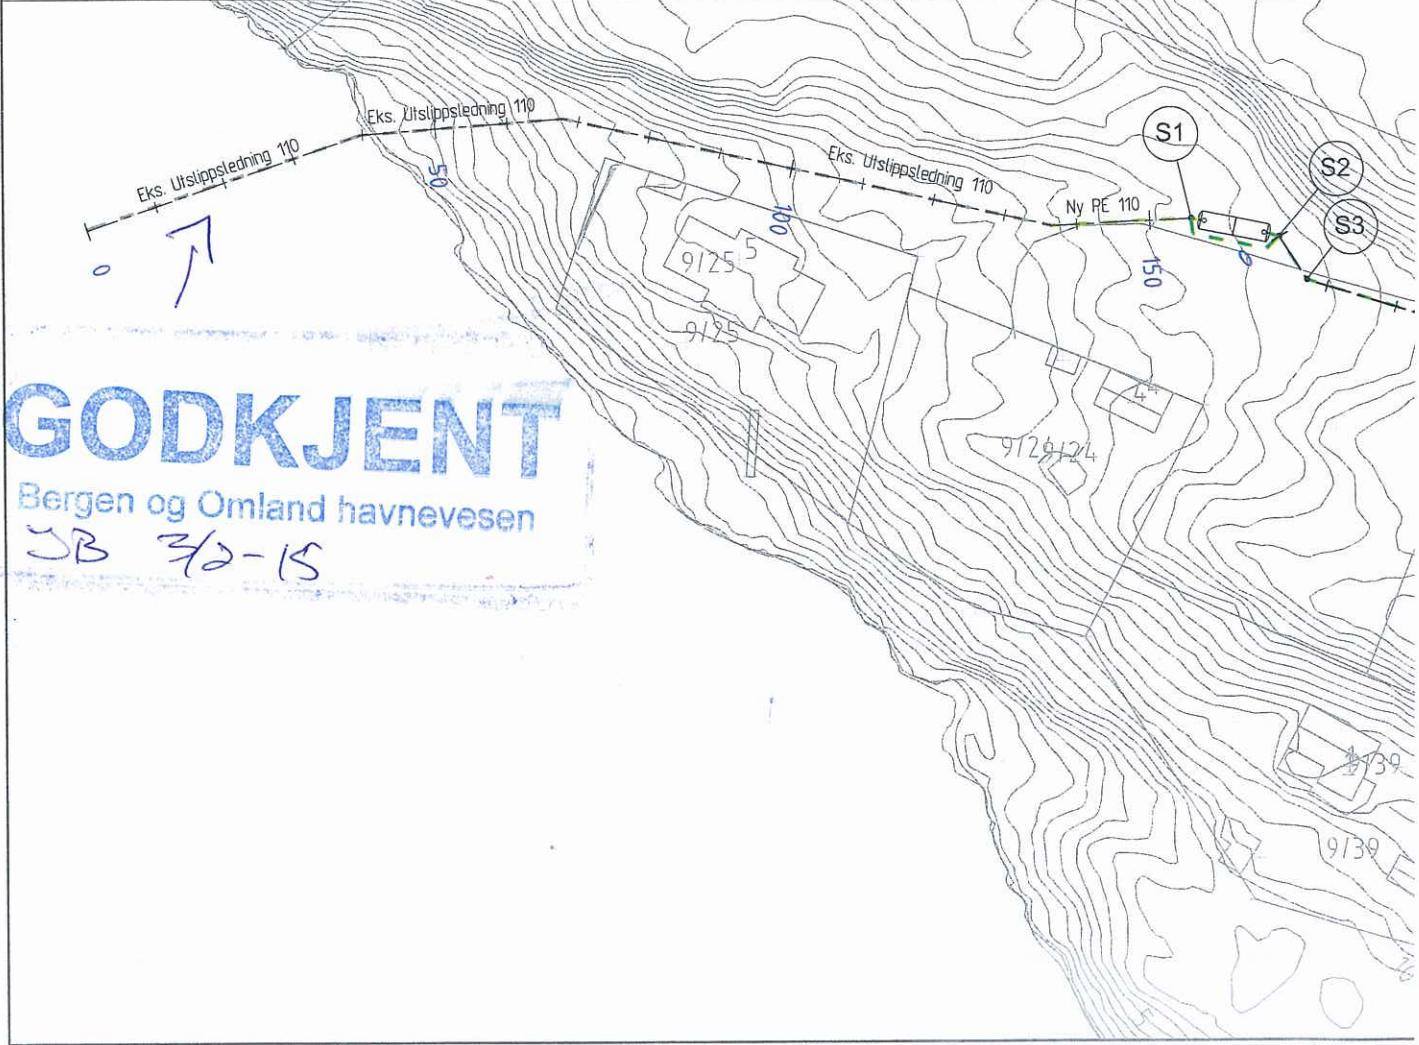 Eks. Utslippsledning 110
Eks. Utslippsledning 110
Eks. Utslippsledning 110
Ny PE 110
S1
S2
S3
0
50
100
150
0
9/25
5
9/25
4
9/24
9/39
9/39
GODKJENT
Bergen og Omland havnevesen
JB 3/2-15